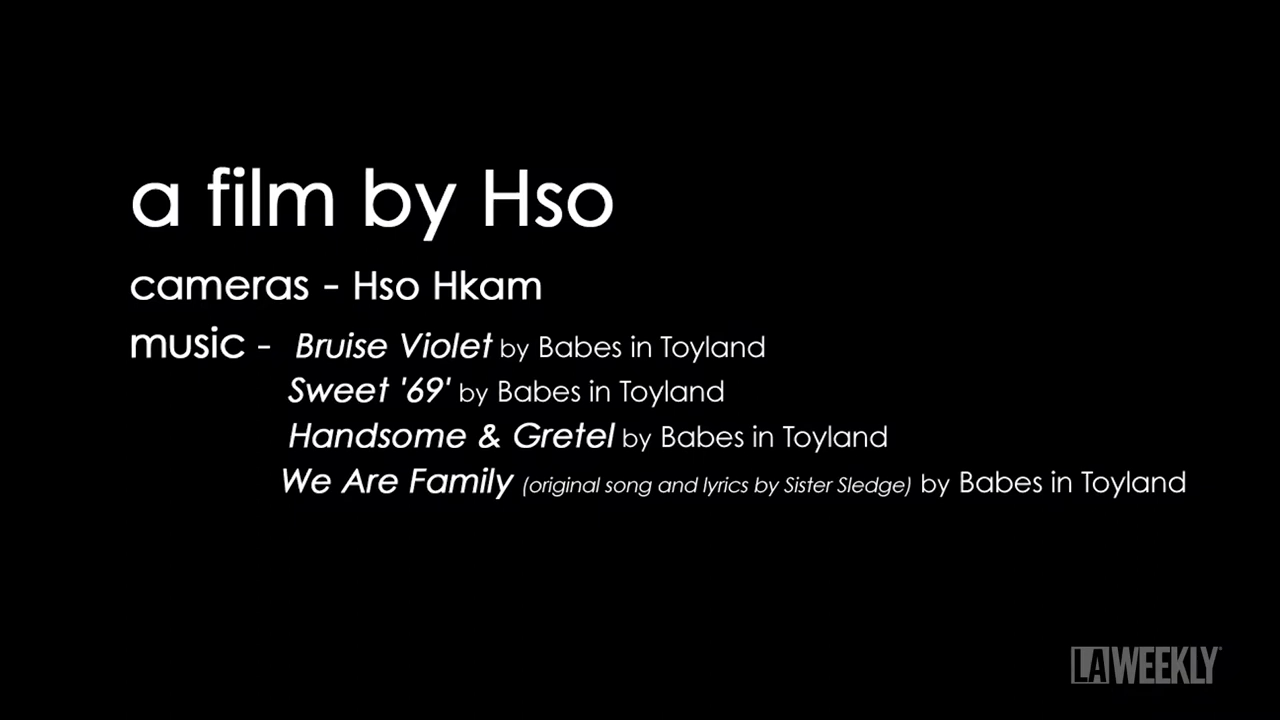 a film by Hso
cameras - Hso Hkam
music - Bruise Violet by Babes in Toyland
Sweet '69' by Babes in Toyland
Handsome & Gretel by Babes in Toyland
We Are Family (original song and lyrics by Sister Sledge) by Babes in Toyland
LAWEEKLY